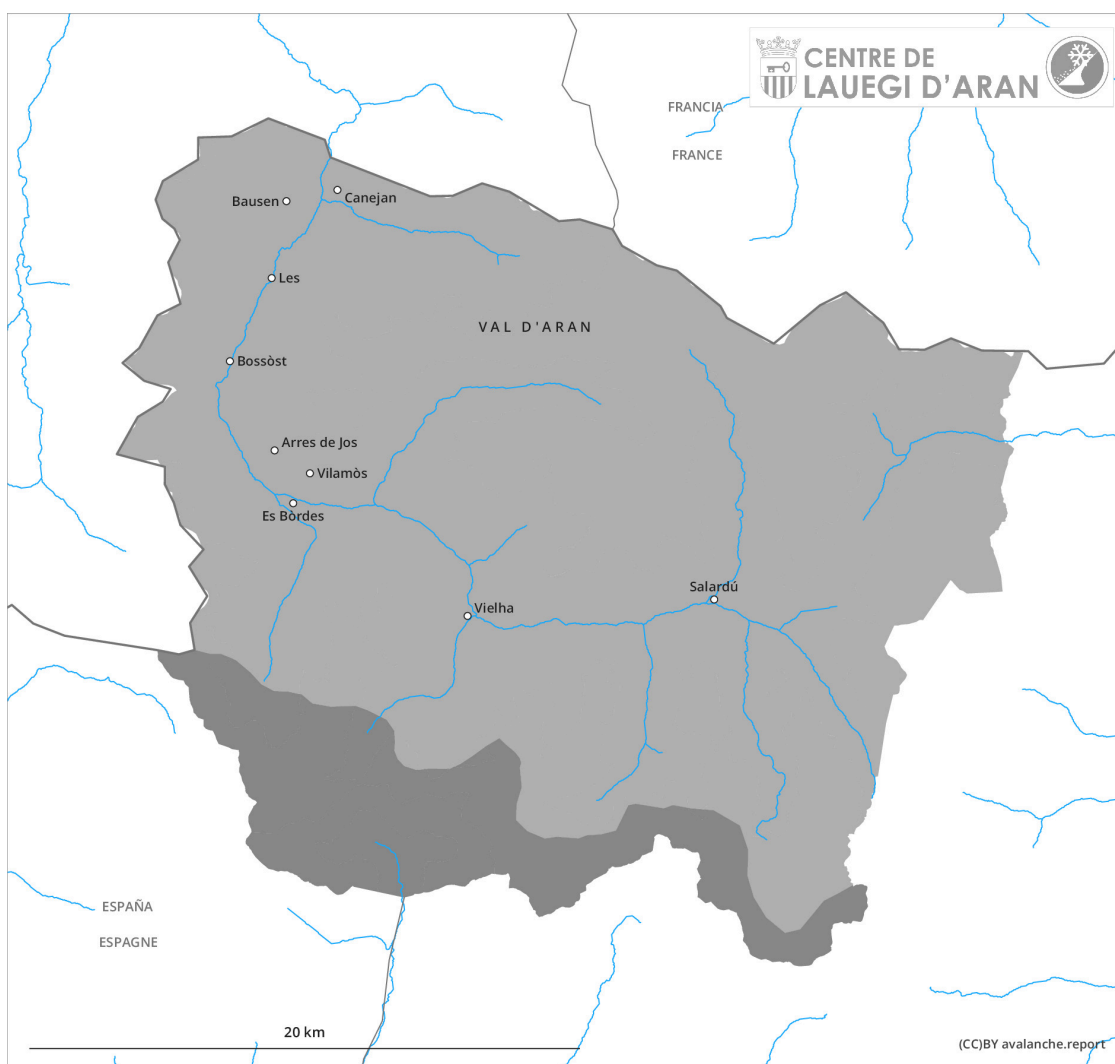 CENTRE DE
LAUEGI D'ARAN
FRANCIA
FRANCE
Bausen
Canejan
Les
VAL D'ARAN
Bossòst
Arres de Jos
Vilamòs
Es Bòrdes
Salardú
Vielha
ESPAÑA
ESPAGNE
20 km
(CC)BY avalanche.report